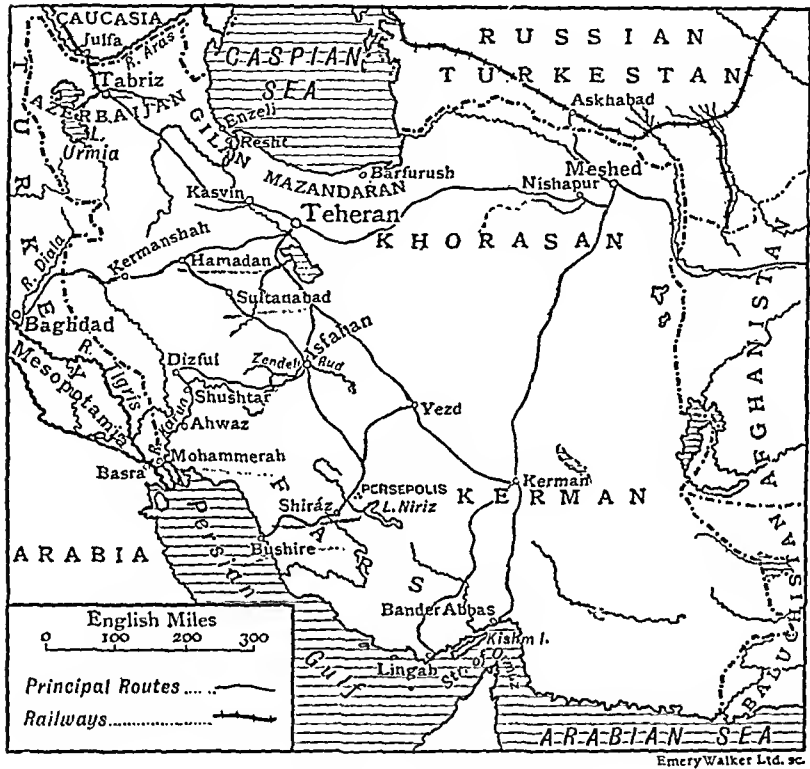 CAUCASIA
Julfa
R. Aras
CASPIAN
SEA
RUSSIAN
TURKESTAN
TURKEY
Tabriz
AZERBAIJAN
L.
Urmia
GILAN
Enzeli
Resht
Askhabad
Barfurush
MAZANDARAN
Kasvin
Teheran
Nishapur
Meshed
KHORASAN
R. Diala
Kermanshah
Hamadan
Sultanabad
Baghdad
Mesopotamia
R. Tigris
Dizful
Zendeh Rud
Isfahan
Shushtar
R. Karun
Ahwaz
Yezd
AFGHANISTAN
Basra
Mohammerah
PERSEPOLIS
L. Niriz
Shiráz
Kerman
KERMAN
FARS
ARABIA
Persian Gulf
Bushire
Bander Abbas
Kishm I.
Lingah
Str. of Ormuz
BALUCHISTAN
ARABIAN SEA
English Miles
0 100 200 300
Principal Routes
Railways
Emery Walker Ltd. sc.